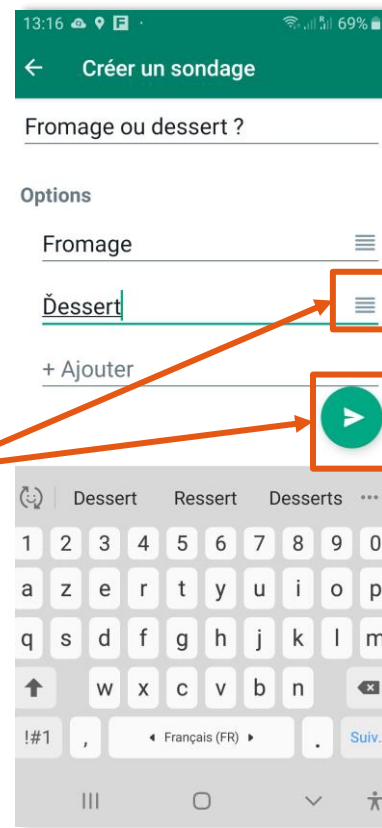 13:16 69%
Créer un sondage
Fromage ou dessert ?
Options
Fromage
Ďessert
+ Ajouter
Dessert Ressert Desserts ...
1 2 3 4 5 6 7 8 9 0
a z e r t y u i o p
q s d f g h j k l m
w x c v b n
!#1 , Français (FR) . Suiv.